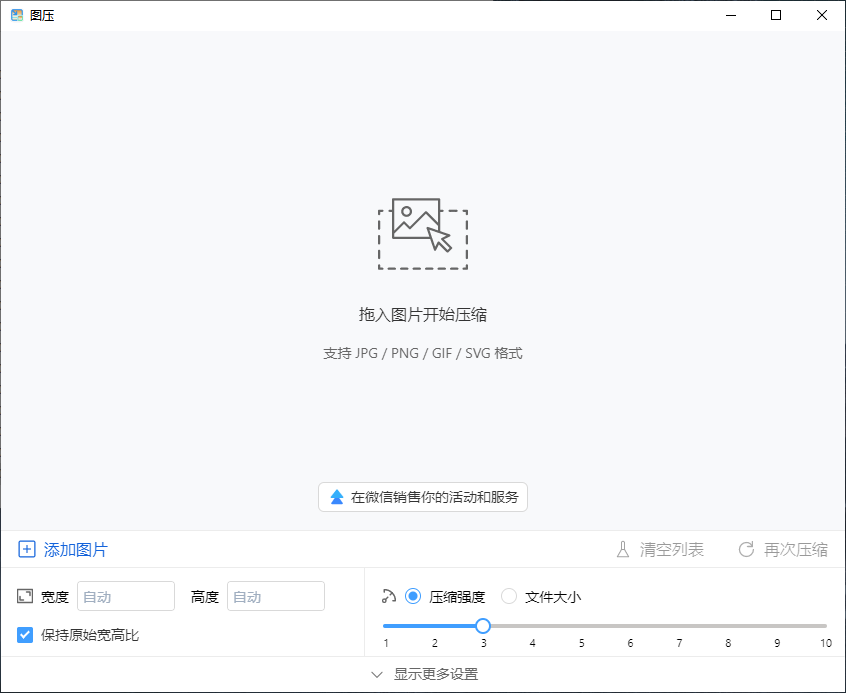 图压
拖入图片开始压缩
支持 JPG / PNG / GIF / SVG 格式
在微信销售你的活动和服务
添加图片
清空列表
再次压缩
宽度 自动 高度 自动
保持原始宽高比
压缩强度 文件大小
1 2 3 4 5 6 7 8 9 10
显示更多设置